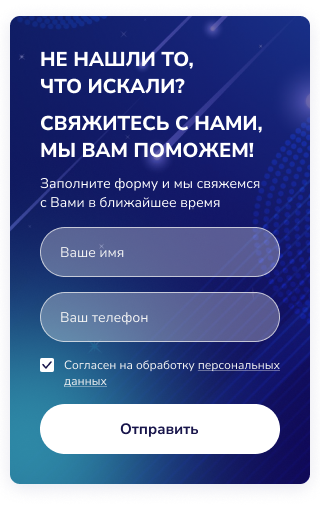 НЕ НАШЛИ ТО,
ЧТО ИСКАЛИ?
СВЯЖИТЕСЬ С НАМИ,
МЫ ВАМ ПОМОЖЕМ!
Заполните форму и мы свяжемся
с Вами в ближайшее время
Ваше имя
Ваш телефон
Согласен на обработку персональных
данных
Отправить